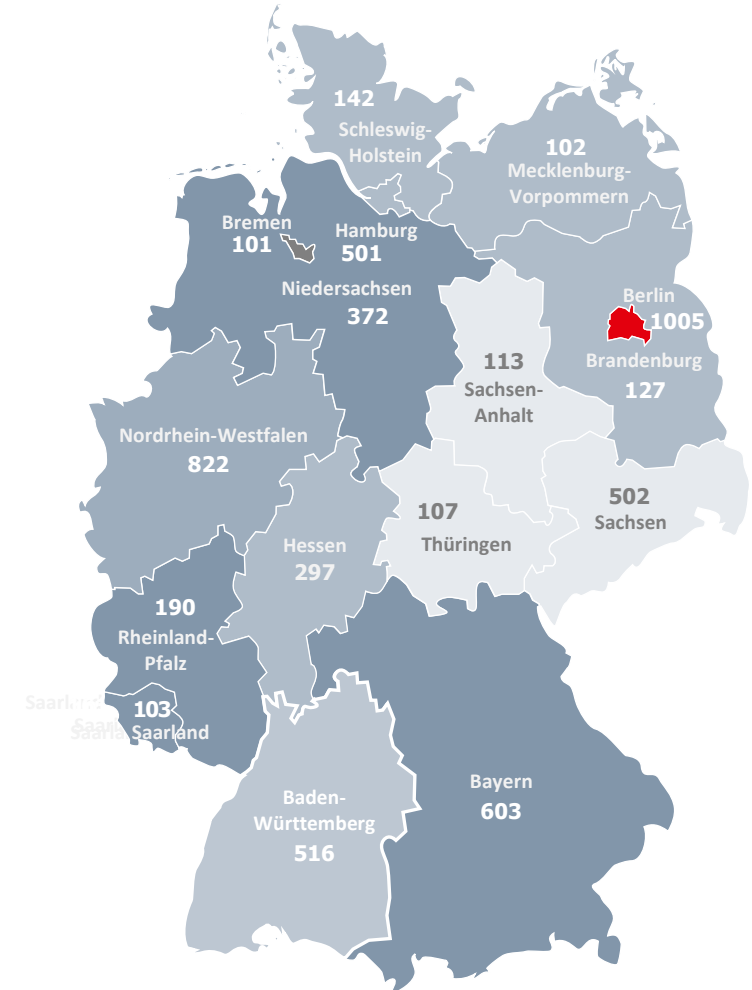 142
Schleswig-
Holstein
102
Mecklenburg-
Vorpommern
Bremen
101
Hamburg
501
Niedersachsen
372
Berlin
1005
Brandenburg
127
113
Sachsen-
Anhalt
Nordrhein-Westfalen
822
502
Sachsen
107
Thüringen
Hessen
297
190
Rheinland-
Pfalz
103
Saarland
Bayern
603
Baden-
Württemberg
516